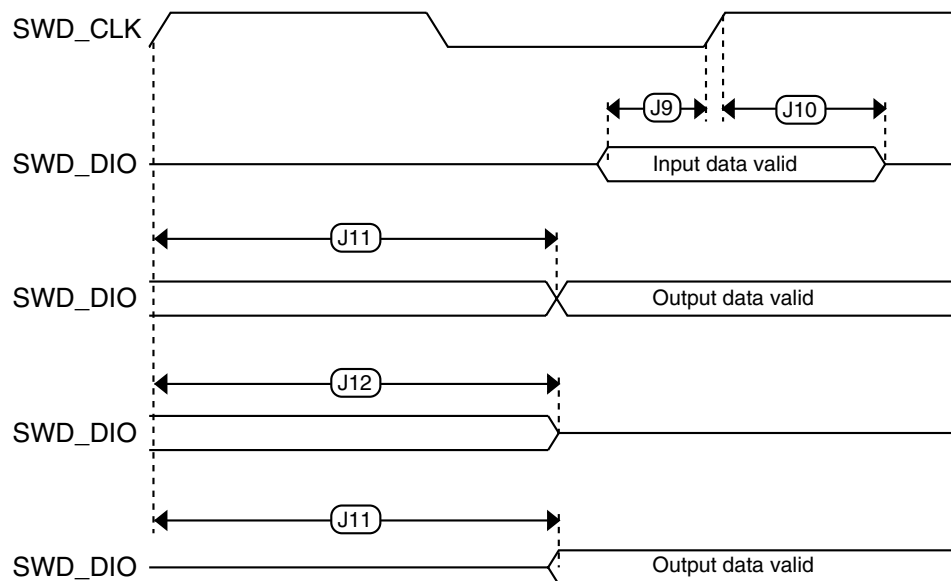 SWD_CLK
J9
J10
SWD_DIO
Input data valid
J11
SWD_DIO
Output data valid
J12
SWD_DIO
J11
SWD_DIO
Output data valid